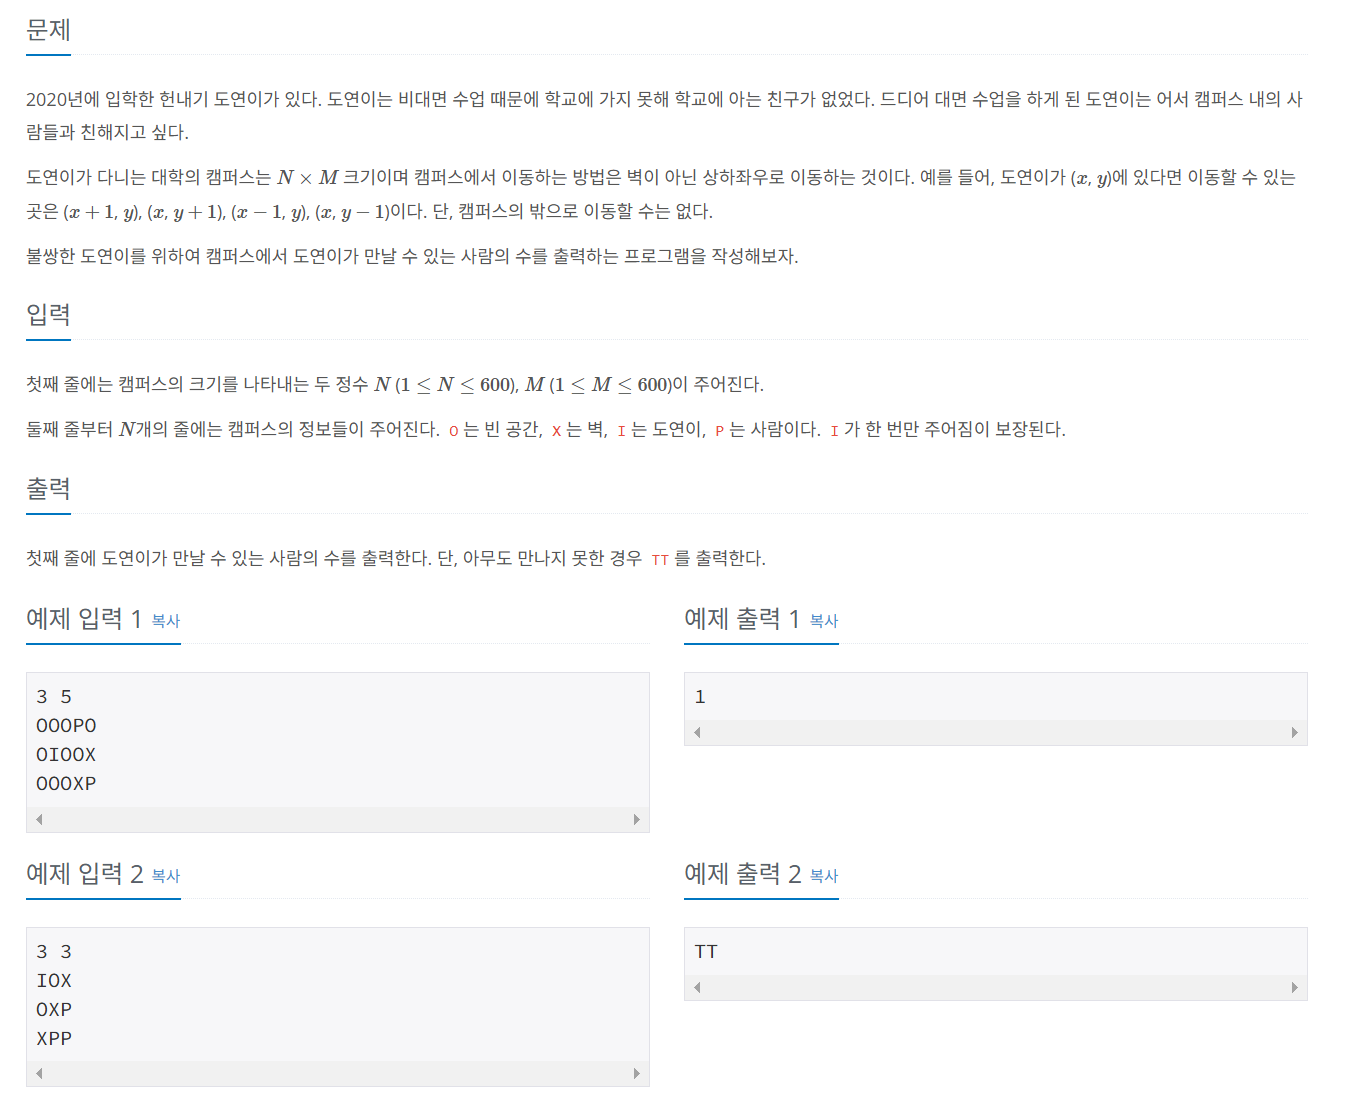 문제
2020년에 입학한 헌내기 도연이가 있다. 도연이는 비대면 수업 때문에 학교에 가지 못해 학교에 아는 친구가 없었다. 드디어 대면 수업을 하게 된 도연이는 어서 캠퍼스 내의 사
람들과 친해지고 싶다.
도연이가 다니는 대학의 캠퍼스는 N × M 크기이며 캠퍼스에서 이동하는 방법은 벽이 아닌 상하좌우로 이동하는 것이다. 예를 들어, 도연이가 (x, y)에 있다면 이동할 수 있는
곳은 (x + 1, y), (x, y + 1), (x − 1, y), (x, y − 1)이다. 단, 캠퍼스의 밖으로 이동할 수는 없다.
불쌍한 도연이를 위하여 캠퍼스에서 도연이가 만날 수 있는 사람의 수를 출력하는 프로그램을 작성해보자.
입력
첫째 줄에는 캠퍼스의 크기를 나타내는 두 정수 N (1 ≤ N ≤ 600), M (1 ≤ M ≤ 600)이 주어진다.
둘째 줄부터 N개의 줄에는 캠퍼스의 정보들이 주어진다. O 는 빈 공간, X 는 벽, I 는 도연이, P 는 사람이다. I 가 한 번만 주어짐이 보장된다.
출력
첫째 줄에 도연이가 만날 수 있는 사람의 수를 출력한다. 단, 아무도 만나지 못한 경우 TT 를 출력한다.
예제 입력 1 복사
3 5
OOOPO
OIOOX
OOOXP
예제 출력 1 복사
1
예제 입력 2 복사
3 3
IOX
OXP
XPP
예제 출력 2 복사
TT